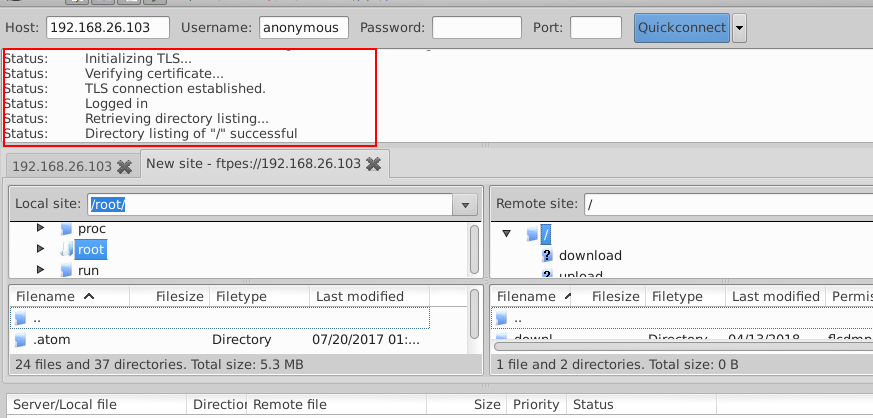 Host: 192.168.26.103 Username: anonymous Password: Port: Quickconnect
Status: Initializing TLS...
Status: Verifying certificate...
Status: TLS connection established.
Status: Logged in
Status: Retrieving directory listing...
Status: Directory listing of "/" successful
192.168.26.103 New site - ftpes://192.168.26.103
Local site: /root/ Remote site: /
proc /
root download
run upload
Filename Filesize Filetype Last modified Filename Filesize Filetype Last modified Permis
.. ..
.atom Directory 07/20/2017 01:... downl Directory 04/13/2018 flcdmp
24 files and 37 directories. Total size: 5.3 MB 1 file and 2 directories. Total size: 0 B
Server/Local file Direction Remote file Size Priority Status